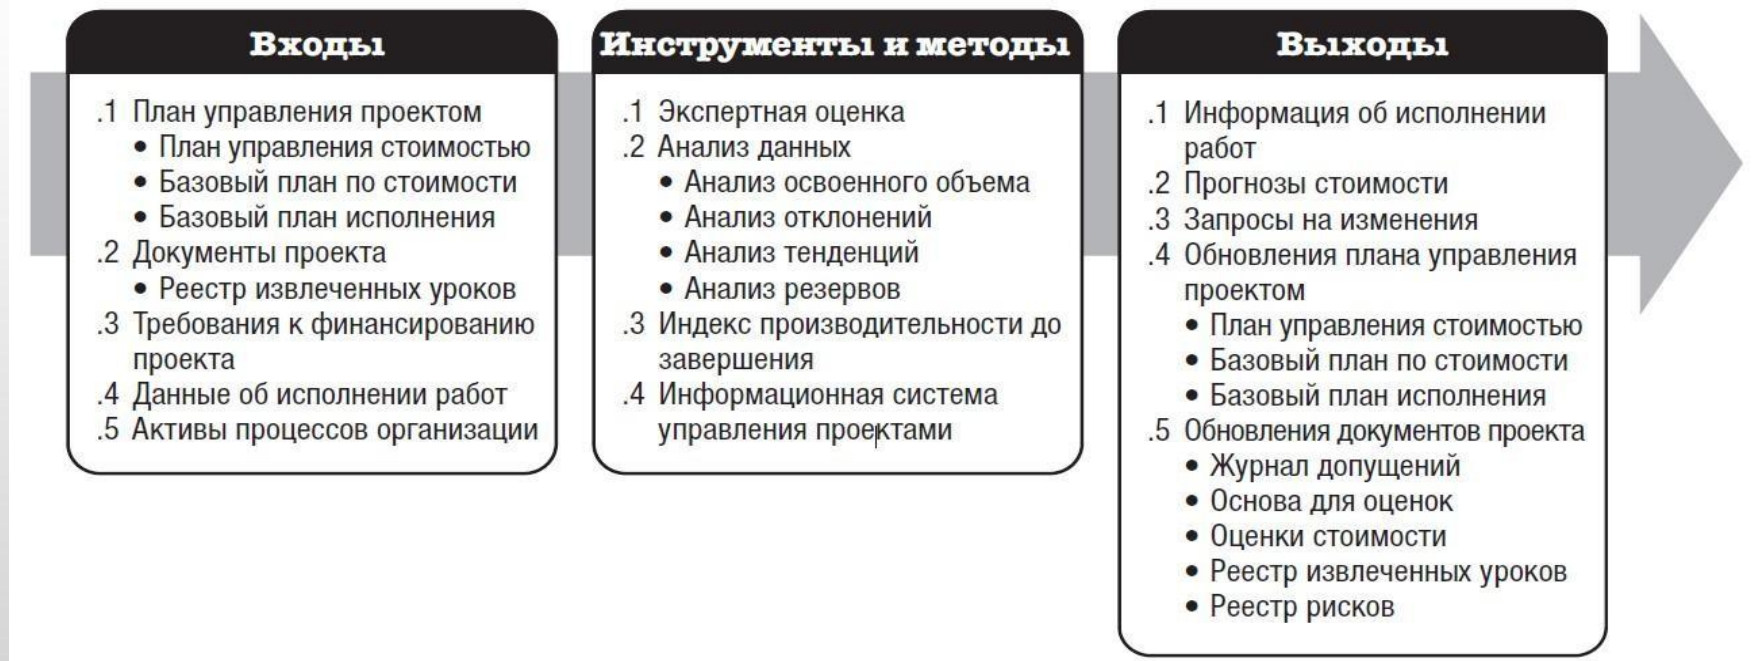 Входы
.1 План управления проектом
• План управления стоимостью
• Базовый план по стоимости
• Базовый план исполнения
.2 Документы проекта
• Реестр извлеченных уроков
.3 Требования к финансированию
проекта
.4 Данные об исполнении работ
.5 Активы процессов организации
Инструменты и методы
.1 Экспертная оценка
.2 Анализ данных
• Анализ освоенного объема
• Анализ отклонений
• Анализ тенденций
• Анализ резервов
.3 Индекс производительности до
завершения
.4 Информационная система
управления проектами
Выходы
.1 Информация об исполнении
работ
.2 Прогнозы стоимости
.3 Запросы на изменения
.4 Обновления плана управления
проектом
• План управления стоимостью
• Базовый план по стоимости
• Базовый план исполнения
.5 Обновления документов проекта
• Журнал допущений
• Основа для оценок
• Оценки стоимости
• Реестр извлеченных уроков
• Реестр рисков